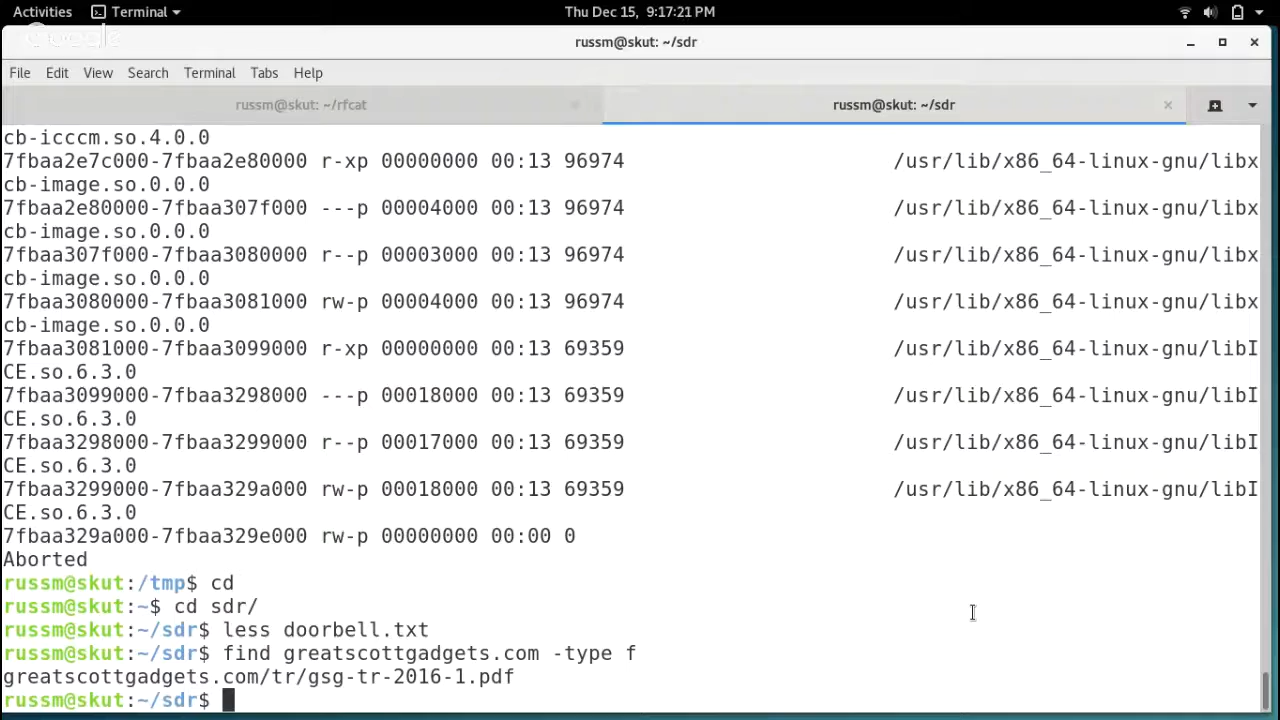 Activities Terminal Thu Dec 15, 9:17:21 PM
Google
russm@skut: ~/sdr
File Edit View Search Terminal Tabs Help
russm@skut: ~/rfcat russm@skut: ~/sdr
cb-icccm.so.4.0.0
7fbaa2e7c000-7fbaa2e80000 r-xp 00000000 00:13 96974 /usr/lib/x86_64-linux-gnu/libx
cb-image.so.0.0.0
7fbaa2e80000-7fbaa307f000 ---p 00004000 00:13 96974 /usr/lib/x86_64-linux-gnu/libx
cb-image.so.0.0.0
7fbaa307f000-7fbaa3080000 r--p 00003000 00:13 96974 /usr/lib/x86_64-linux-gnu/libx
cb-image.so.0.0.0
7fbaa3080000-7fbaa3081000 rw-p 00004000 00:13 96974 /usr/lib/x86_64-linux-gnu/libx
cb-image.so.0.0.0
7fbaa3081000-7fbaa3099000 r-xp 00000000 00:13 69359 /usr/lib/x86_64-linux-gnu/libI
CE.so.6.3.0
7fbaa3099000-7fbaa3298000 ---p 00018000 00:13 69359 /usr/lib/x86_64-linux-gnu/libI
CE.so.6.3.0
7fbaa3298000-7fbaa3299000 r--p 00017000 00:13 69359 /usr/lib/x86_64-linux-gnu/libI
CE.so.6.3.0
7fbaa3299000-7fbaa329a000 rw-p 00018000 00:13 69359 /usr/lib/x86_64-linux-gnu/libI
CE.so.6.3.0
7fbaa329a000-7fbaa329e000 rw-p 00000000 00:00 0
Aborted
russm@skut:/tmp$ cd
russm@skut:~$ cd sdr/
russm@skut:~/sdr$ less doorbell.txt
russm@skut:~/sdr$ find greatscottgadgets.com -type f
greatscottgadgets.com/tr/gsg-tr-2016-1.pdf
russm@skut:~/sdr$